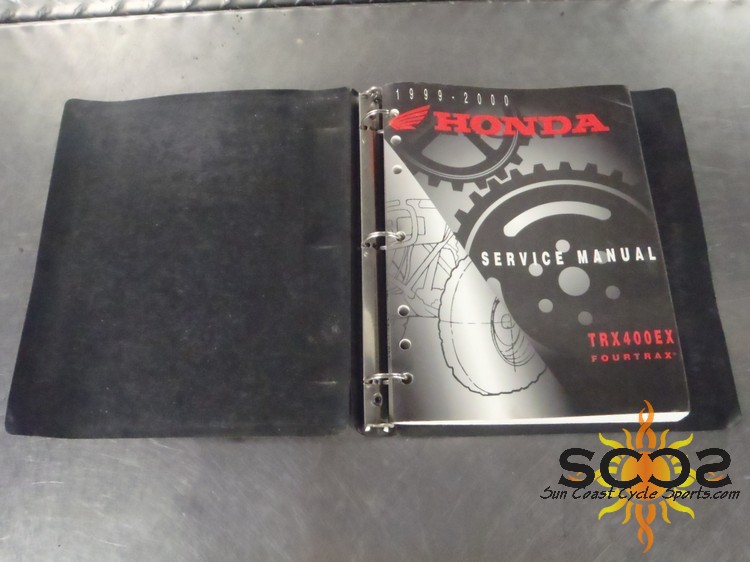 1999-2000
HONDA
SERVICE MANUAL
TRX400EX
FOURTRAX
SCCS
Sun Coast Cycle Sports.com